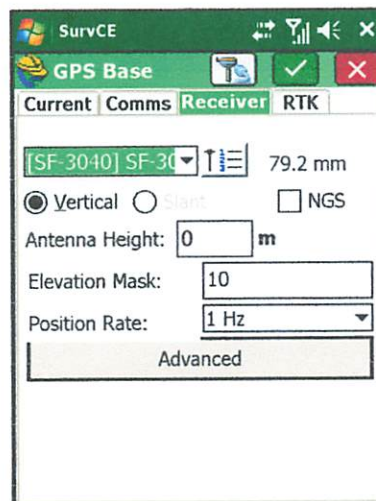 SurvCE
GPS Base
Current Comms Receiver RTK
[SF-3040] SF-30 79.2 mm
Vertical Slant NGS
Antenna Height: 0 m
Elevation Mask: 10
Position Rate: 1 Hz
Advanced